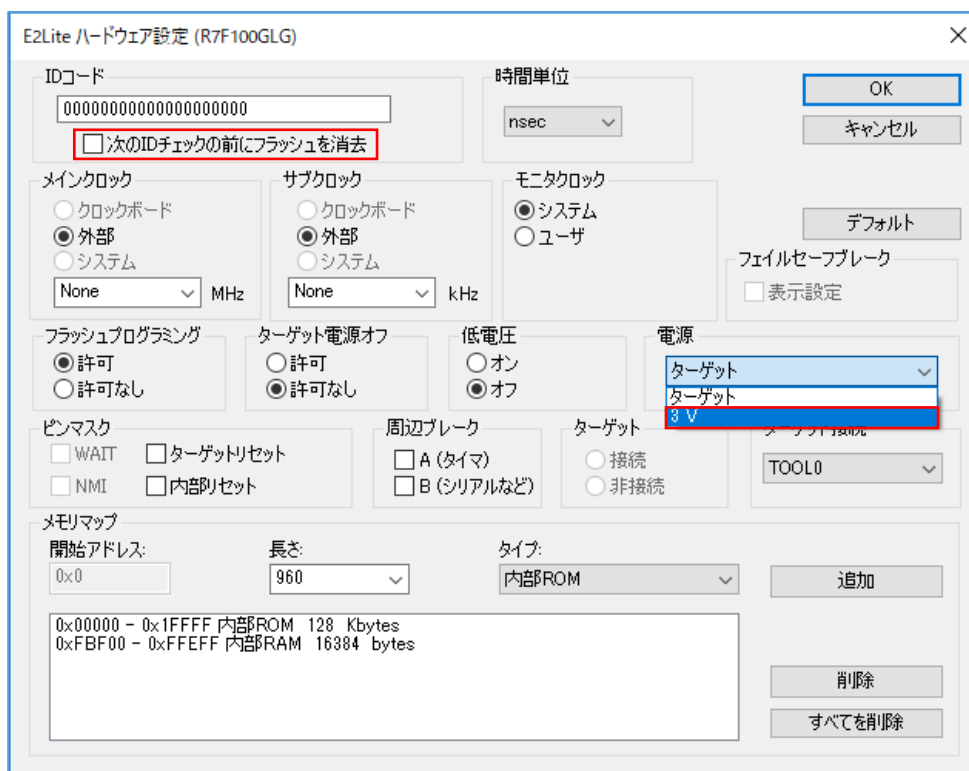 E2Lite ハードウェア設定 (R7F100GLG)
IDコード
00000000000000000000
次のIDチェックの前にフラッシュを消去
時間単位
nsec
OK
キャンセル
メインクロック
クロックボード
外部
システム
None MHz
サブクロック
クロックボード
外部
システム
None kHz
モニタクロック
システム
ユーザ
デフォルト
フェイルセーフブレーク
表示設定
フラッシュプログラミング
許可
許可なし
ターゲット電源オフ
許可
許可なし
低電圧
オン
オフ
電源
ターゲット
ターゲット
3 V
ピンマスク
WAIT ターゲットリセット
NMI 内部リセット
周辺ブレーク
A (タイマ)
B (シリアルなど)
ターゲット
接続
非接続
ターゲット接続
TOOL0
メモリマップ
開始アドレス:
0x0
長さ:
960
タイプ:
内部ROM
追加
0x00000 - 0x1FFFF 内部ROM 128 Kbytes
0xFBF00 - 0xFFEFF 内部RAM 16384 bytes
削除
すべてを削除